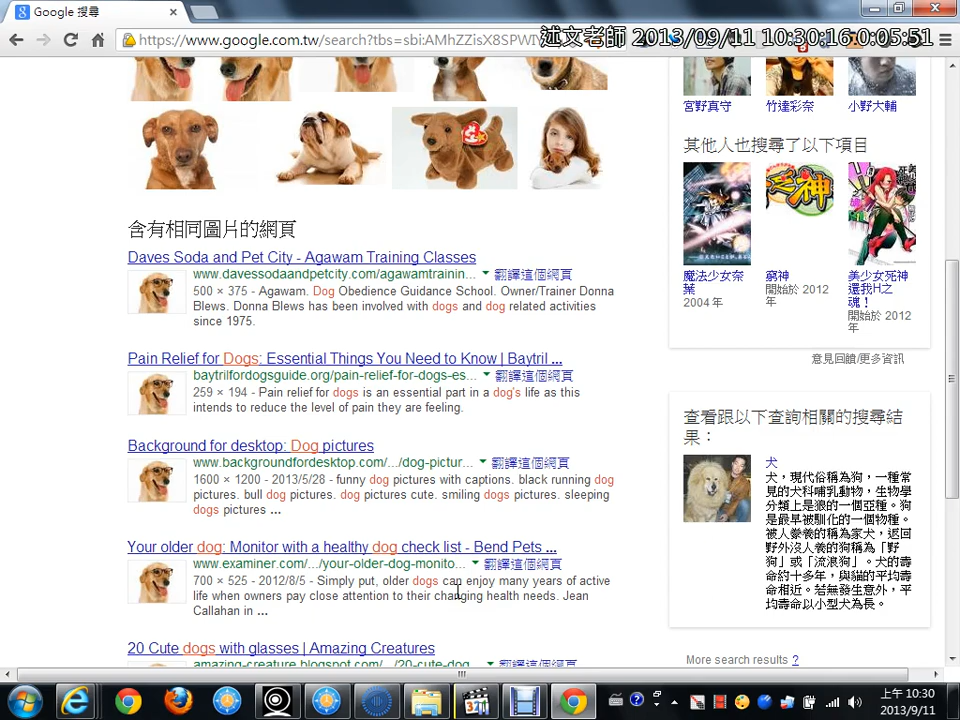 Google 搜尋
https://www.google.com.tw/search?tbs=sbi:AMhZZisX8SPWI
述文老師 2013/09/11 10:30:16 0:05:51
宮野真守
竹達彩奈
小野大輔
其他人也搜尋了以下項目
魔法少女奈葉
2004 年
窮神
開始於 2012 年
美少女死神 還我H之魂！
開始於 2012 年
意見回饋/更多資訊
含有相同圖片的網頁
Daves Soda and Pet City - Agawam Training Classes
www.davessodaandpetcity.com/agawamtrainin... 翻譯這個網頁
500 × 375 - Agawam. Dog Obedience Guidance School. Owner/Trainer Donna
Blews. Donna Blews has been involved with dogs and dog related activities
since 1975.
Pain Relief for Dogs: Essential Things You Need to Know | Baytril ...
baytrilfordogsguide.org/pain-relief-for-dogs-es... 翻譯這個網頁
259 × 194 - Pain relief for dogs is an essential part in a dog's life as this
intends to reduce the level of pain they are feeling.
Background for desktop: Dog pictures
www.backgroundfordesktop.com/.../dog-pictur... 翻譯這個網頁
1600 × 1200 - 2013/5/28 - funny dog pictures with captions. black running dog
pictures. bull dog pictures. dog pictures cute. smiling dog pictures. sleeping
dogs pictures ...
Your older dog: Monitor with a healthy dog check list - Bend Pets ...
www.examiner.com/.../your-older-dog-monito... 翻譯這個網頁
700 × 525 - 2012/8/5 - Simply put, older dogs can enjoy many years of active
life when owners pay close attention to their changing health needs. Jean
Callahan in ...
20 Cute dogs with glasses | Amazing Creatures
amazing-creature.blogspot.com/.../20-cute-dog... 翻譯這個網頁
查看跟以下查詢相關的搜尋結
果：
犬
犬，現代俗稱為狗，一種常
見的犬科哺乳動物，生物學
分類上是狼的一個亞種。狗
是最早被馴化的一個物種。
被人豢養的稱為家犬，返回
野外沒人養的狗稱為「野
狗」或「流浪狗」。犬的壽
命約十多年，與貓的平均壽
命相近。若無發生意外，平
均壽命以小型犬為長。
More search results ?
上午 10:30
2013/9/11